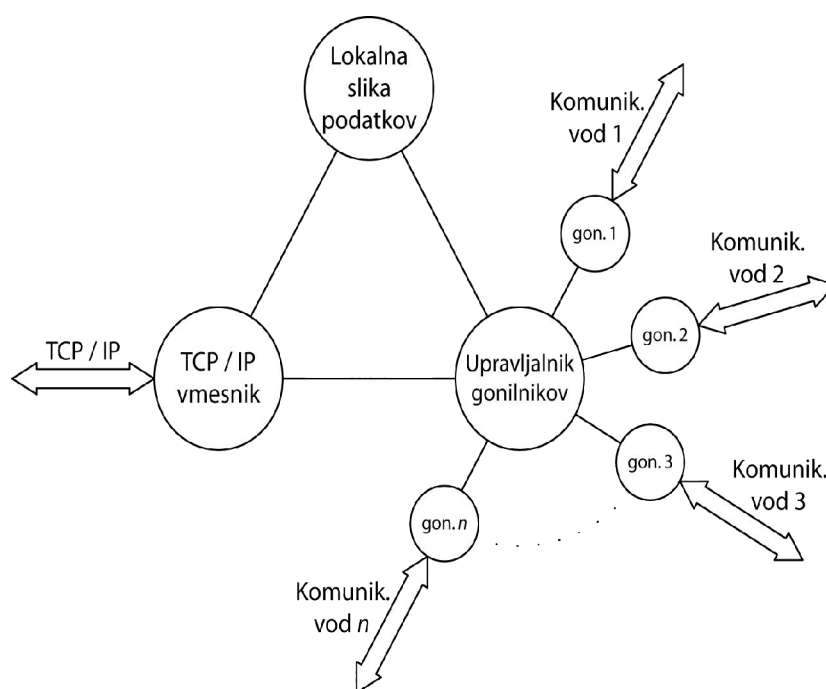 Lokalna
slika
podatkov
Komunik.
vod 1
gon. 1
Komunik.
vod 2
gon. 2
TCP / IP
TCP / IP
vmesnik
Upravljalnik
gonilnikov
gon. 3
Komunik.
vod 3
gon. n
Komunik.
vod n